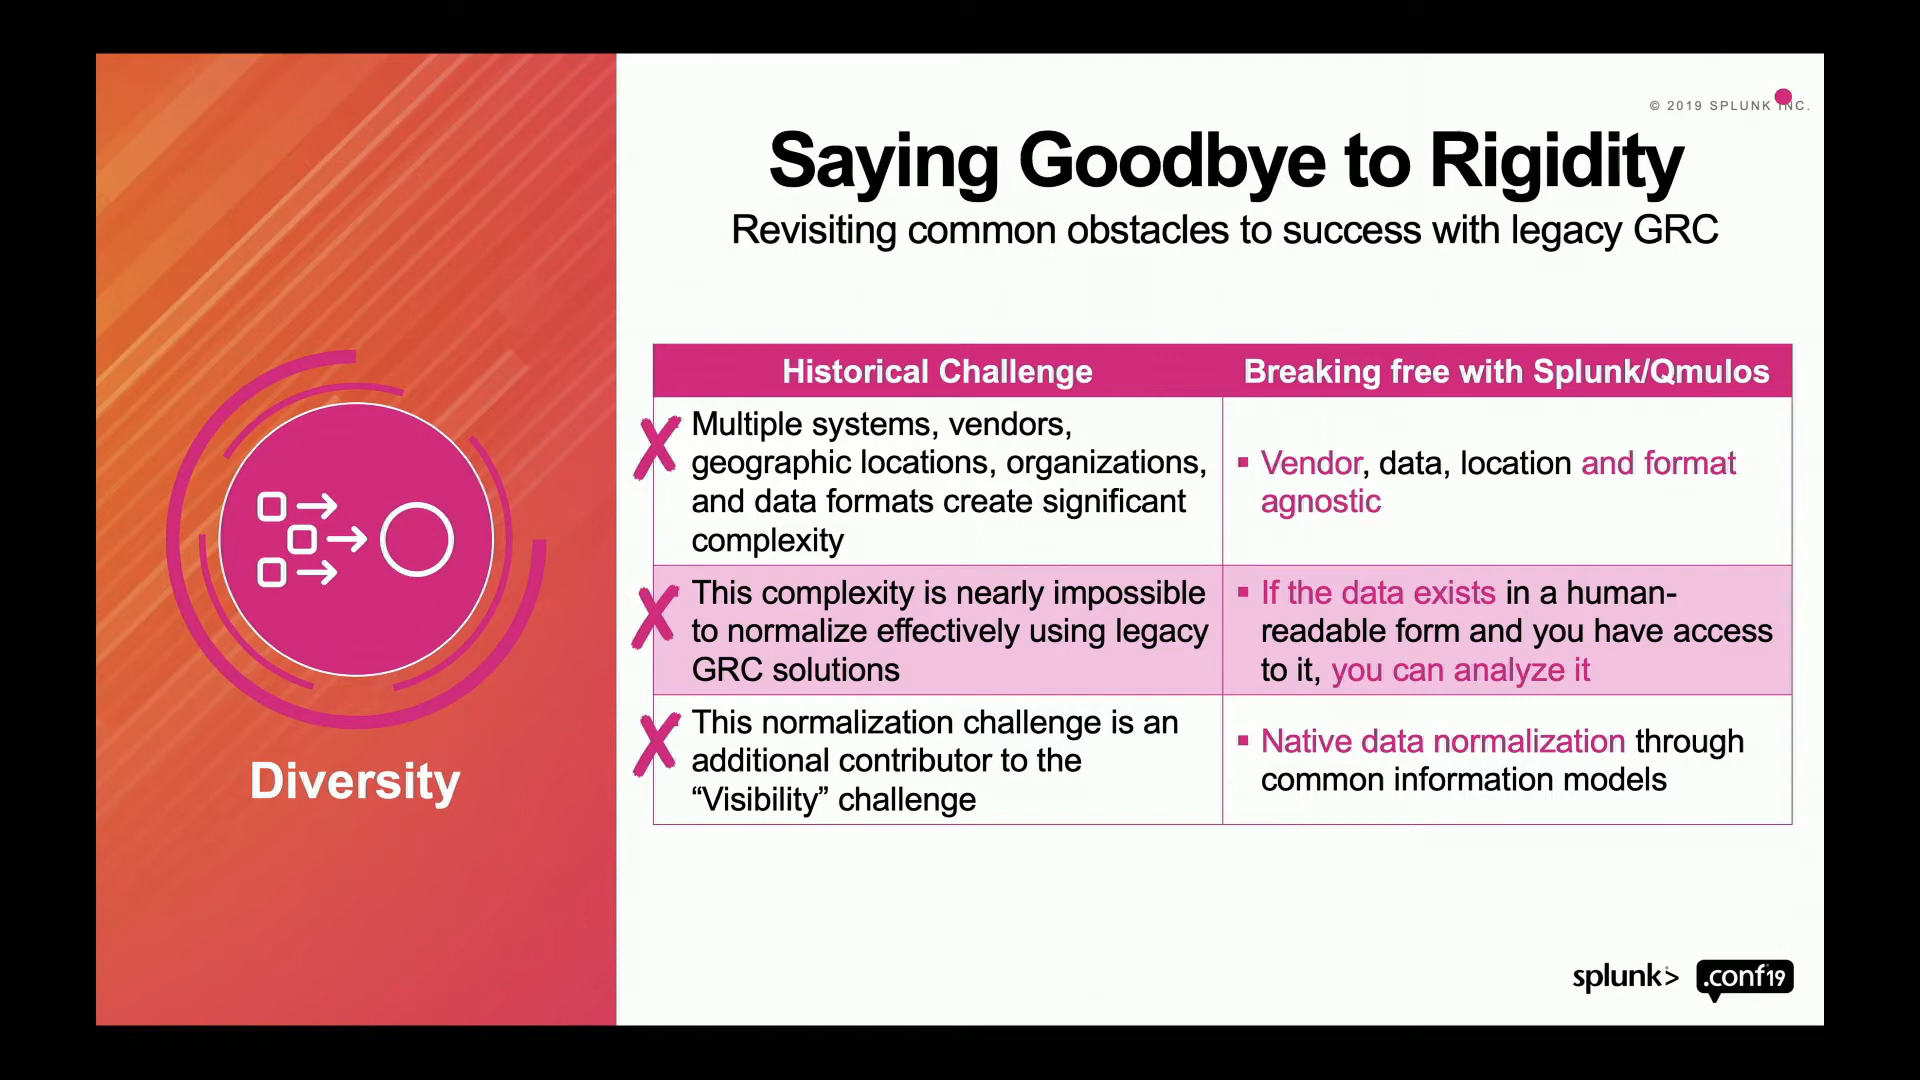 © 2019 SPLUNK INC.
Saying Goodbye to Rigidity
Revisiting common obstacles to success with legacy GRC
Historical Challenge
Breaking free with Splunk/Qmulos
Multiple systems, vendors,
geographic locations, organizations,
and data formats create significant
complexity
Vendor, data, location and format
agnostic
This complexity is nearly impossible
to normalize effectively using legacy
GRC solutions
If the data exists in a human-
readable form and you have access
to it, you can analyze it
This normalization challenge is an
additional contributor to the
“Visibility” challenge
Native data normalization through
common information models
Diversity
splunk>
.conf19